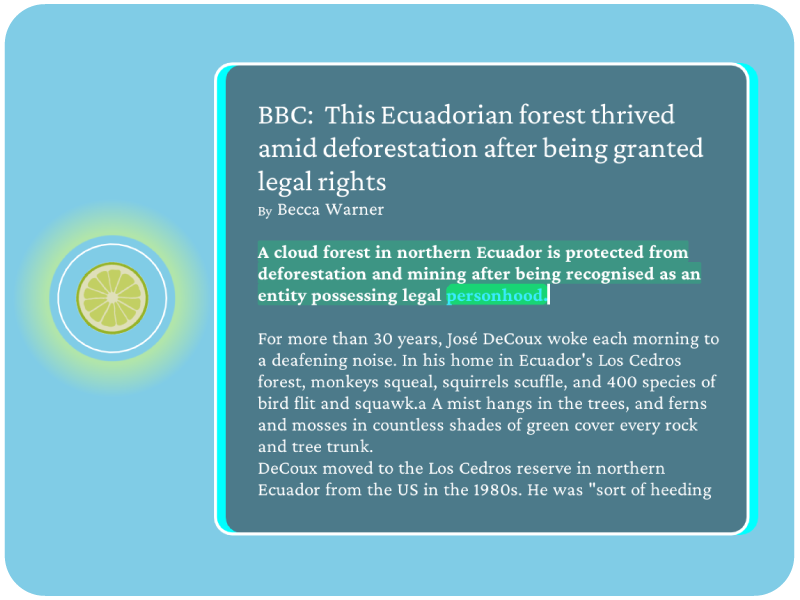 BBC:  This Ecuadorian forest thrived
amid deforestation after being granted
legal rights
By Becca Warner
A cloud forest in northern Ecuador is protected from
deforestation and mining after being recognised as an
entity possessing legal personhood.
For more than 30 years, José DeCoux woke each morning to
a deafening noise. In his home in Ecuador's Los Cedros
forest, monkeys squeal, squirrels scuffle, and 400 species of
bird flit and squawk.a A mist hangs in the trees, and ferns
and mosses in countless shades of green cover every rock
and tree trunk.
DeCoux moved to the Los Cedros reserve in northern
Ecuador from the US in the 1980s. He was "sort of heeding